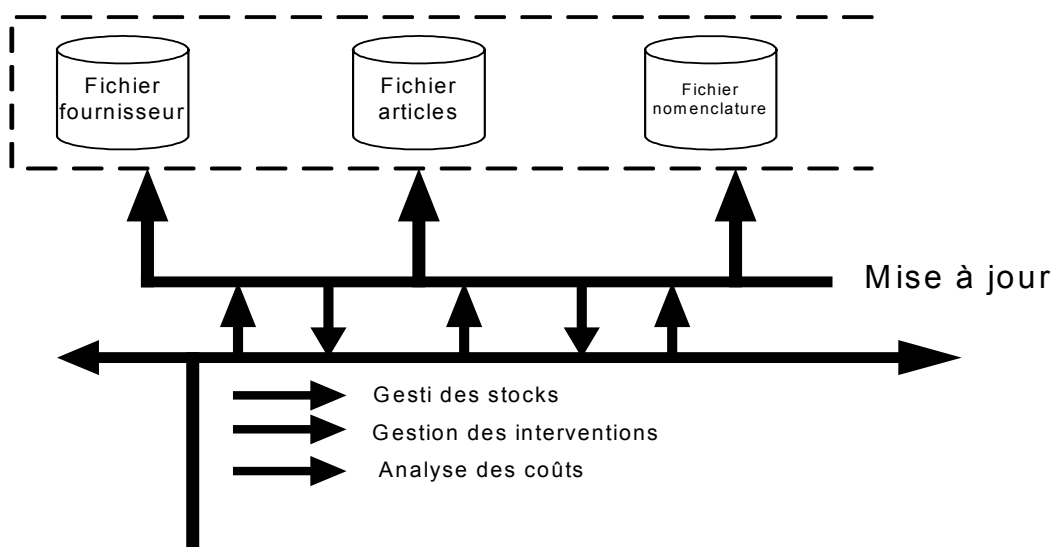 Fichier
fournisseur
Fichier
articles
Fichier
nomenclature
Mise à jour
Gesti des stocks
Gestion des interventions
Analyse des coûts